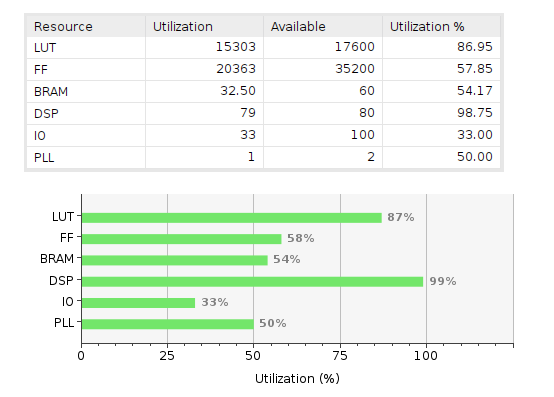 Resource Utilization Available Utilization %
LUT 15303 17600 86.95
FF 20363 35200 57.85
BRAM 32.50 60 54.17
DSP 79 80 98.75
IO 33 100 33.00
PLL 1 2 50.00
LUT 87%
FF 58%
BRAM 54%
DSP 99%
IO 33%
PLL 50%
0 25 50 75 100
Utilization (%)